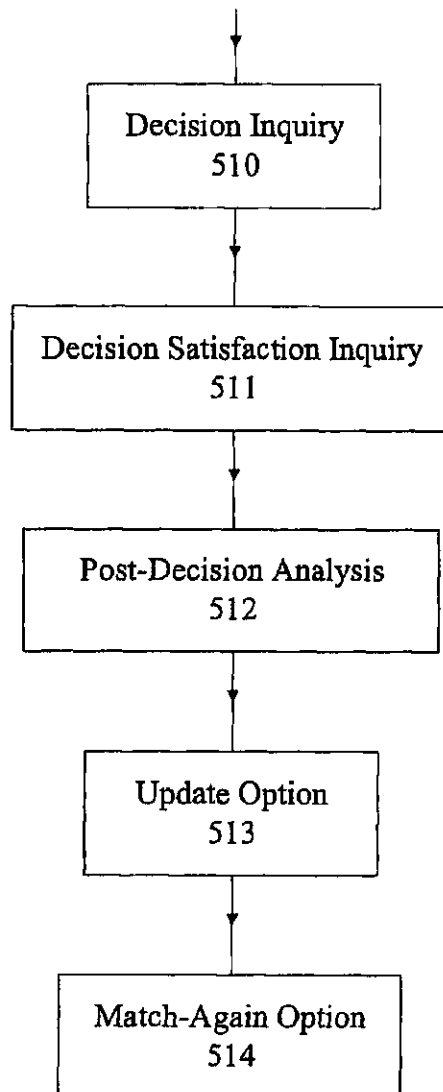 Decision Inquiry
510
Decision Satisfaction Inquiry
511
Post-Decision Analysis
512
Update Option
513
Match-Again Option
514